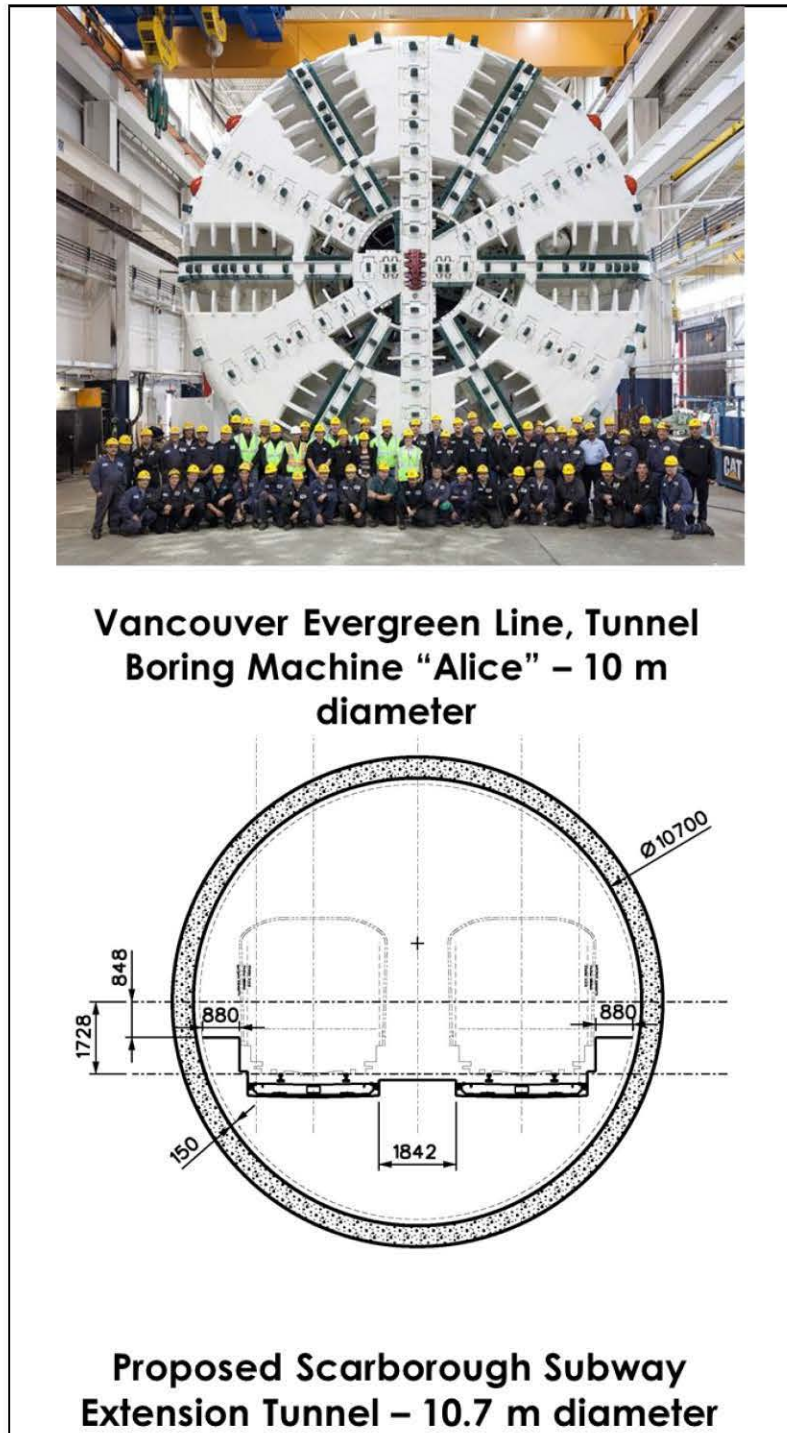 CAT
Vancouver Evergreen Line, Tunnel
Boring Machine “Alice” – 10 m
diameter
Ø10700
848
1728
880
880
150
1842
Proposed Scarborough Subway
Extension Tunnel – 10.7 m diameter